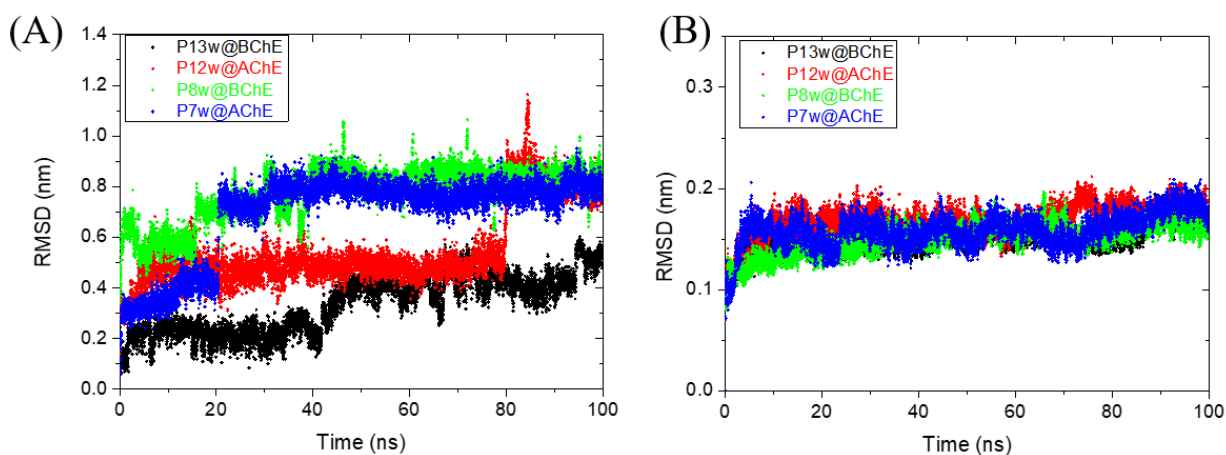 (A)
RMSD (nm)
1.4
1.2
1.0
0.8
0.6
0.4
0.2
0.0
P13w@BChE
P12w@AChE
P8w@BChE
P7w@AChE
0 20 40 60 80 100
Time (ns)
(B)
RMSD (nm)
0.3
0.2
0.1
0.0
P13w@BChE
P12w@AChE
P8w@BChE
P7w@AChE
0 20 40 60 80 100
Time (ns)